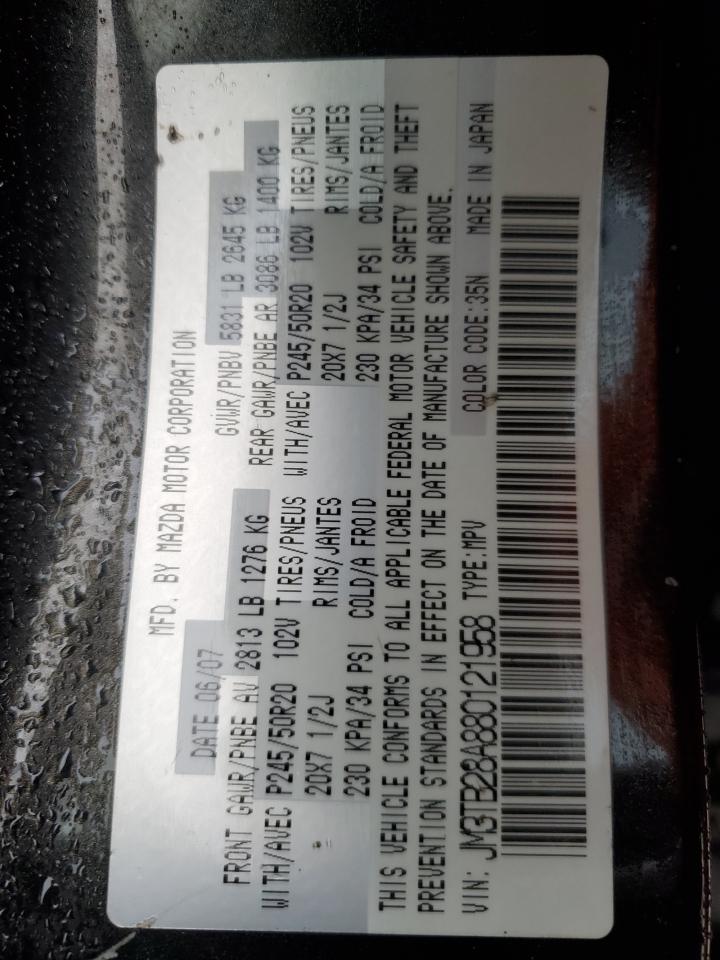 MFD. BY MAZDA MOTOR CORPORATION
DATE 06/07 GVWR/PNBV 5831 LB 2645 KG
FRONT GAWR/PNBE AV 2813 LB 1276 KG REAR GAWR/PNBE AR 3086 LB 1400 KG
WITH/AVEC P245/50R20 102V TIRES/PNEUS WITH/AVEC P245/50R20 102V TIRES/PNEUS
20X7 1/2J RIMS/JANTES 20X7 1/2J RIMS/JANTES
230 KPA/34 PSI COLD/A FROID 230 KPA/34 PSI COLD/A FROID
THIS VEHICLE CONFORMS TO ALL APPLICABLE FEDERAL MOTOR VEHICLE SAFETY AND THEFT
PREVENTION STANDARDS IN EFFECT ON THE DATE OF MANUFACTURE SHOWN ABOVE.
VIN: JM3TB28A880121958 TYPE:MPV COLOR CODE:35N MADE IN JAPAN